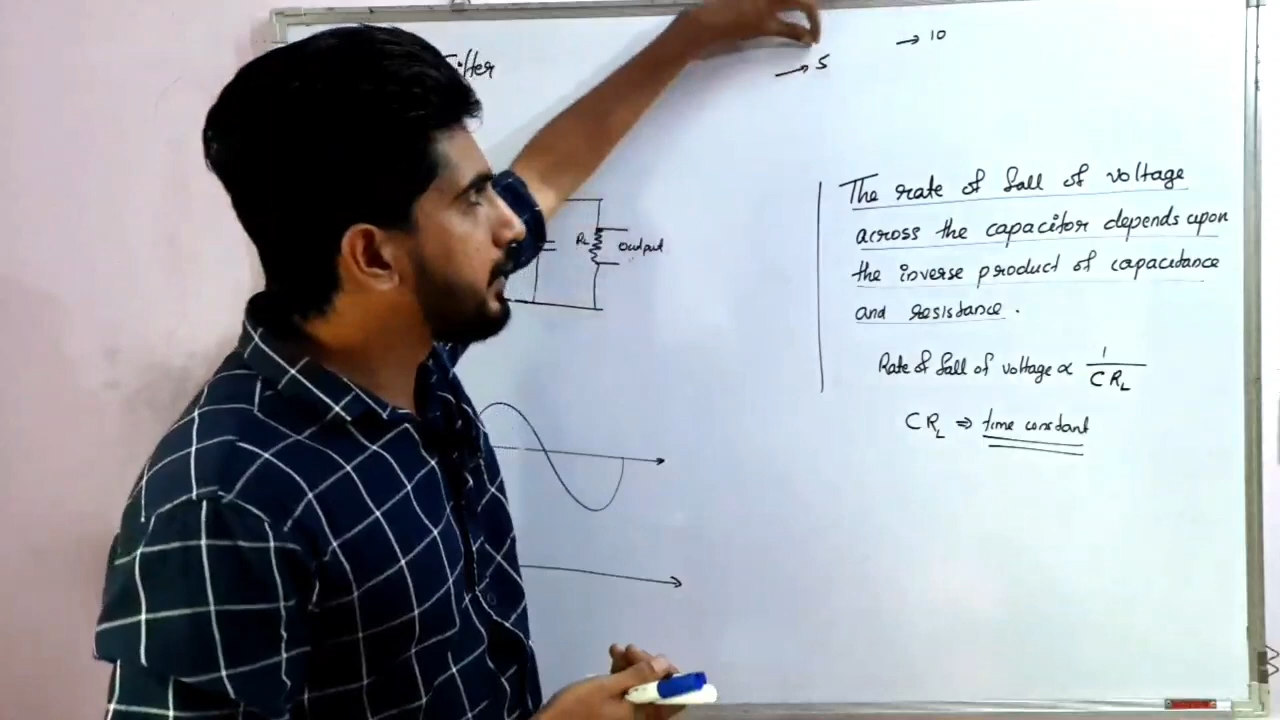 Filter
→ 5
→ 10
RL
output
The rate of fall of voltage
across the capacitor depends upon
the inverse product of capacitance
and resistance.
Rate of fall of voltage ∝ 1/CRL
CRL ⇒ time constant